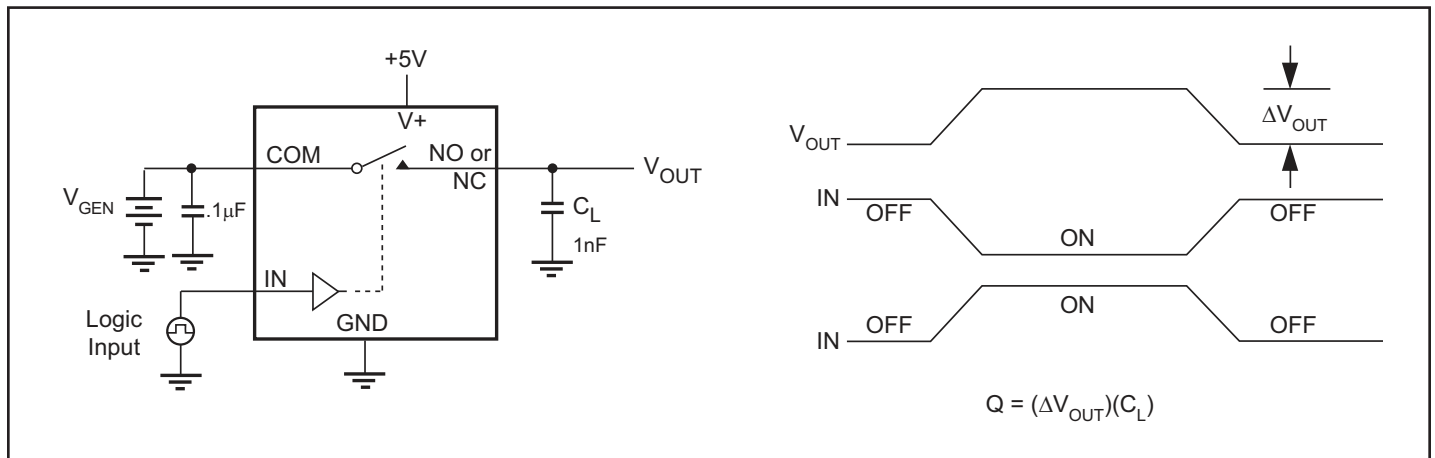 +5V
V+
COM
NO or
NC
V_OUT
V_GEN
.1μF
C_L
1nF
IN
Logic
Input
GND
V_OUT
ΔV_OUT
IN
OFF
ON
OFF
IN
OFF
ON
OFF
Q = (ΔV_OUT)(C_L)